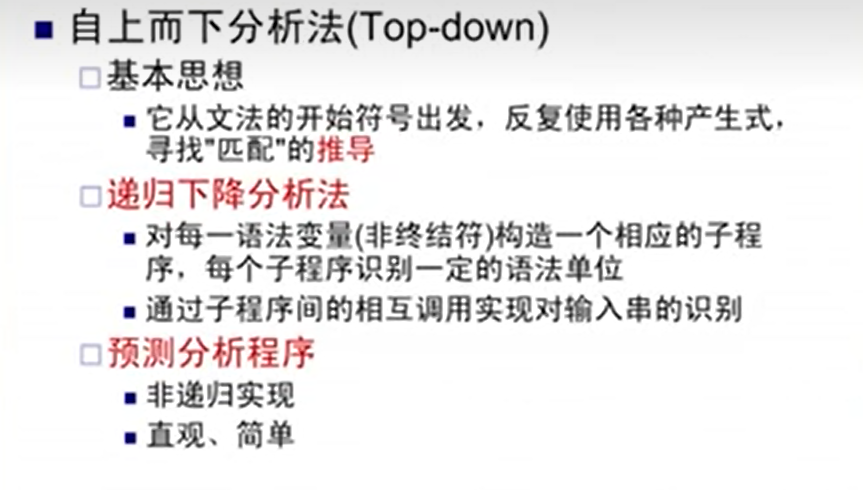 自上而下分析法(Top-down)
基本思想
它从文法的开始符号出发，反复使用各种产生式，
寻找"匹配"的推导
递归下降分析法
对每一语法变量(非终结符)构造一个相应的子程
序，每个子程序识别一定的语法单位
通过子程序间的相互调用实现对输入串的识别
预测分析程序
非递归实现
直观、简单